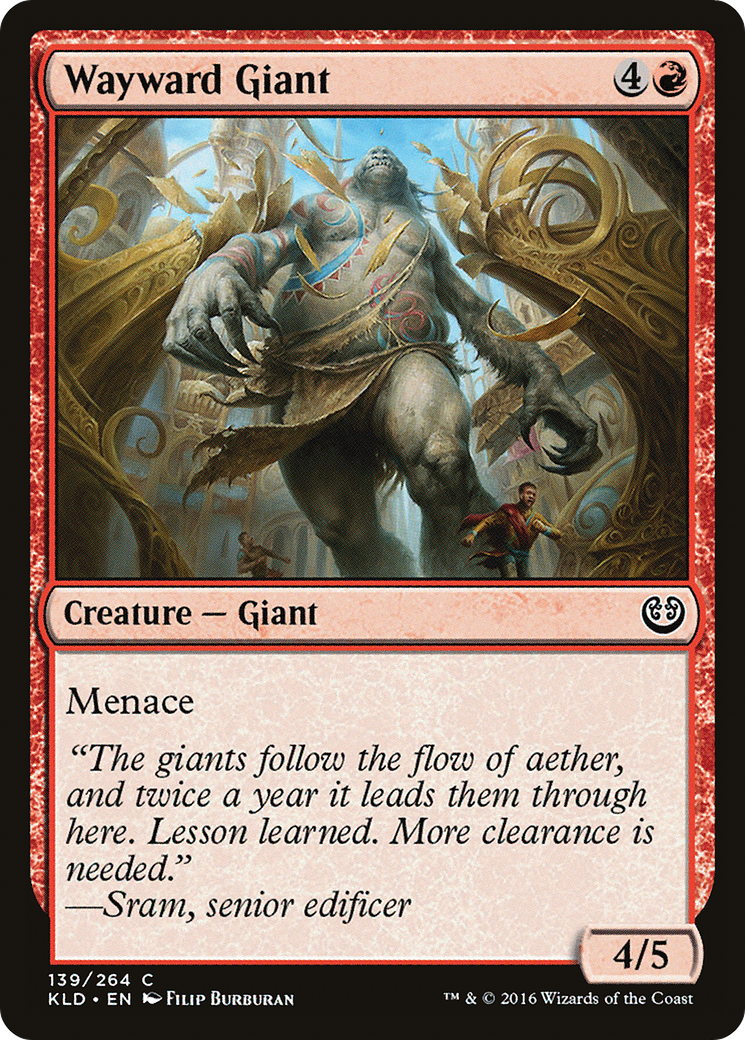 Wayward Giant 4
Creature — Giant
Menace
“The giants follow the flow of aether,
and twice a year it leads them through
here. Lesson learned. More clearance is
needed.”
—Sram, senior edificer
4/5
139/264 C
KLD • EN Filip Burburan
™ & © 2016 Wizards of the Coast